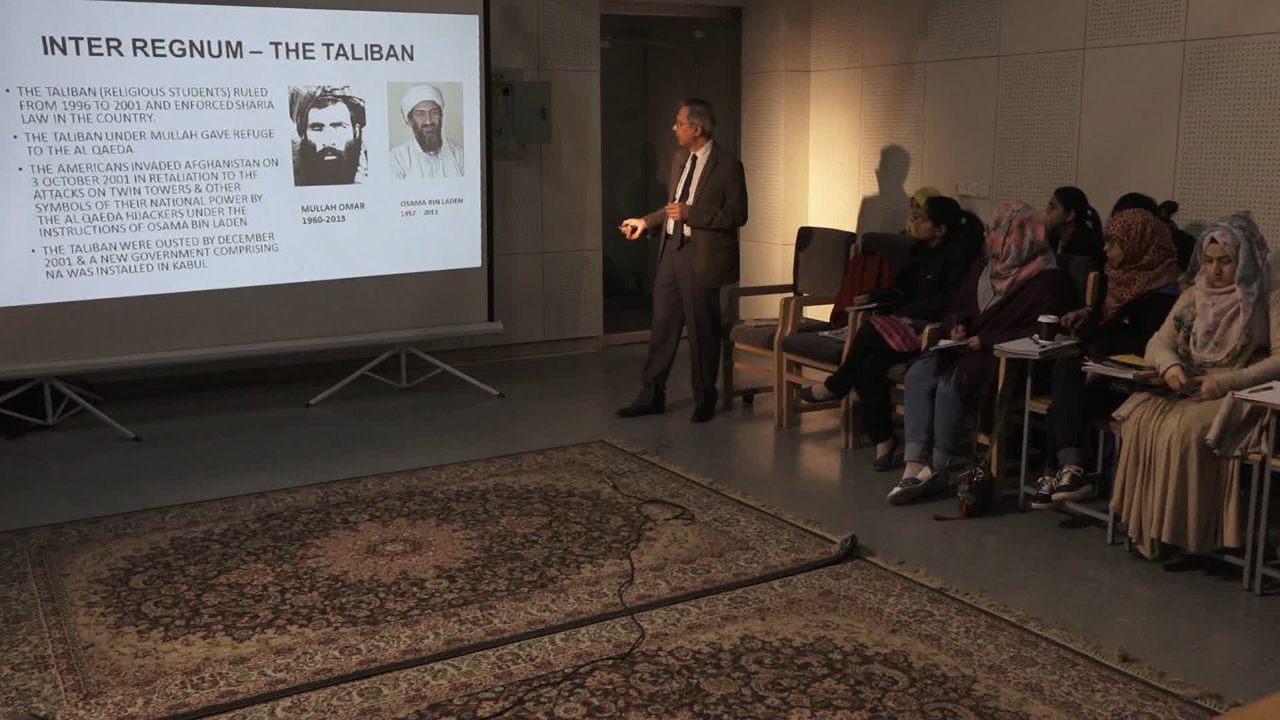 INTER REGNUM – THE TALIBAN
• THE TALIBAN (RELIGIOUS STUDENTS) RULED
FROM 1996 TO 2001 AND ENFORCED SHARIA
LAW IN THE COUNTRY.
• THE TALIBAN UNDER MULLAH GAVE REFUGE
TO THE AL QAEDA
• THE AMERICANS INVADED AFGHANISTAN ON
3 OCTOBER 2001 IN RETALIATION TO THE
ATTACKS ON TWIN TOWERS & OTHER
SYMBOLS OF THEIR NATIONAL POWER BY
THE AL QAEDA HIJACKERS UNDER THE
INSTRUCTIONS OF OSAMA BIN LADEN
• THE TALIBAN WERE OUSTED BY DECEMBER
2001 & A NEW GOVERNMENT COMPRISING
NA WAS INSTALLED IN KABUL
MULLAH OMAR
1960-2013
OSAMA BIN LADEN
1957 - 2011